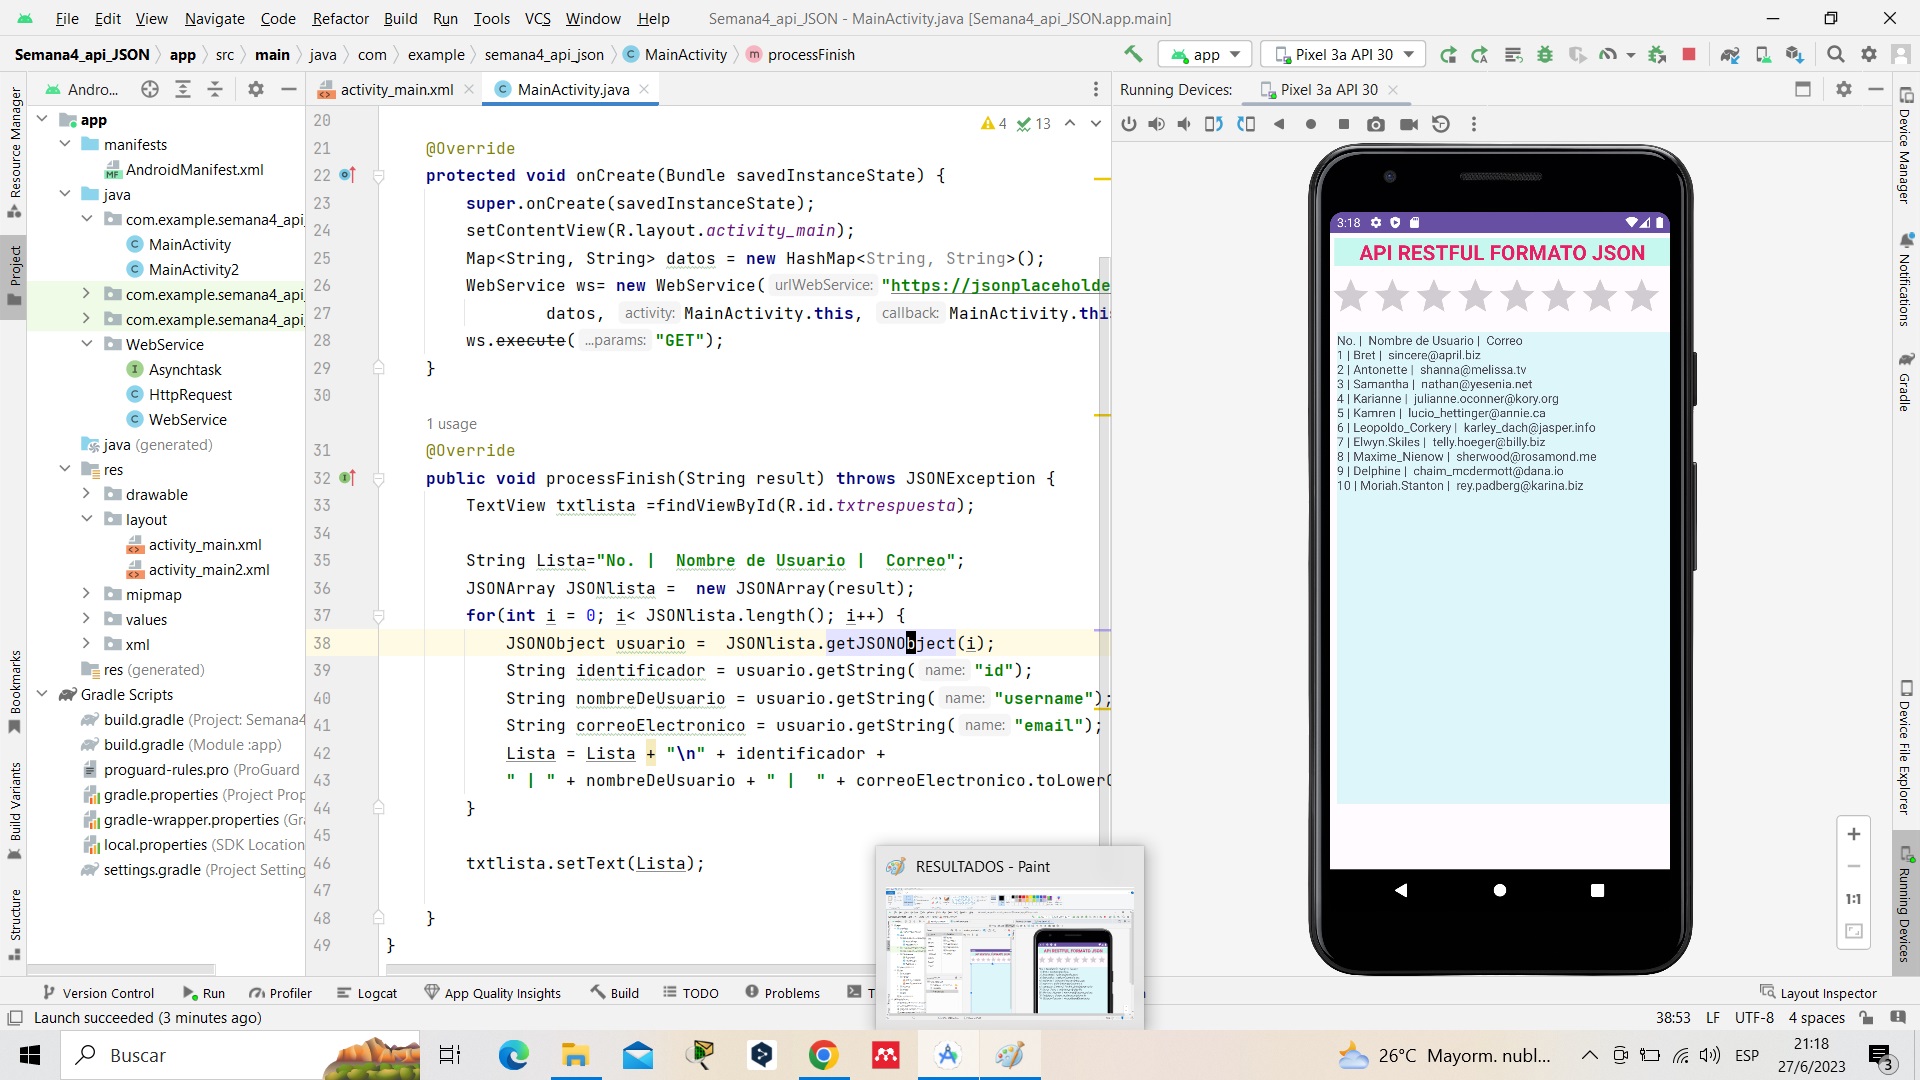 File Edit View Navigate Code Refactor Build Run Tools VCS Window Help Semana4_api_JSON - MainActivity.java [Semana4_api_JSON.app.main]
Semana4_api_JSON app src main java com example semana4_api_json MainActivity processFinish app Pixel 3a API 30
Andro... activity_main.xml MainActivity.java Running Devices: Pixel 3a API 30
Resource Manager
Project
Bookmarks
Build Variants
Structure
app
manifests
AndroidManifest.xml
java
com.example.semana4_api
MainActivity
MainActivity2
com.example.semana4_api
com.example.semana4_api
WebService
Asynchtask
HttpRequest
WebService
java (generated)
res
drawable
layout
activity_main.xml
activity_main2.xml
mipmap
values
xml
res (generated)
Gradle Scripts
build.gradle (Project: Semana4
build.gradle (Module :app)
proguard-rules.pro (ProGuard
gradle.properties (Project Prop
gradle-wrapper.properties (Gra
local.properties (SDK Location
settings.gradle (Project Setting
4 13
20
21 @Override
22 protected void onCreate(Bundle savedInstanceState) {
23 super.onCreate(savedInstanceState);
24 setContentView(R.layout.activity_main);
25 Map<String, String> datos = new HashMap<String, String>();
26 WebService ws= new WebService( urlWebService: "https://jsonplaceholde
27 datos, activity: MainActivity.this, callback: MainActivity.thi
28 ws.execute( ...params: "GET");
29 }
30
1 usage
31 @Override
32 public void processFinish(String result) throws JSONException {
33 TextView txtlista =findViewById(R.id.txtrespuesta);
34
35 String Lista="No. |  Nombre de Usuario |  Correo";
36 JSONArray JSONlista =  new JSONArray(result);
37 for(int i = 0; i< JSONlista.length(); i++) {
38 JSONObject usuario =  JSONlista.getJSONObject(i);
39 String identificador = usuario.getString( name: "id");
40 String nombreDeUsuario = usuario.getString( name: "username");
41 String correoElectronico = usuario.getString( name: "email");
42 Lista = Lista + "\n" + identificador +
43 " | " + nombreDeUsuario + " |  " + correoElectronico.toLowerC
44 }
45
46 txtlista.setText(Lista);
47
48 }
49 }
3:18
API RESTFUL FORMATO JSON
No. |  Nombre de Usuario |  Correo
1 | Bret |  sincere@april.biz
2 | Antonette |  shanna@melissa.tv
3 | Samantha |  nathan@yesenia.net
4 | Karianne |  julianne.oconner@kory.org
5 | Kamren |  lucio_hettinger@annie.ca
6 | Leopoldo_Corkery |  karley_dach@jasper.info
7 | Elwyn.Skiles |  telly.hoeger@billy.biz
8 | Maxime_Nienow |  sherwood@rosamond.me
9 | Delphine |  chaim_mcdermott@dana.io
10 | Moriah.Stanton |  rey.padberg@karina.biz
1:1
Device Manager
Notifications
Gradle
Device File Explorer
Running Devices
RESULTADOS - Paint
API RESTFUL FORMATO JSON
Version Control Run Profiler Logcat App Quality Insights Build TODO Problems T Layout Inspector
Launch succeeded (3 minutes ago) 38:53 LF UTF-8 4 spaces
Buscar 26°C Mayorm. nubl... ESP 21:18
27/6/2023 3